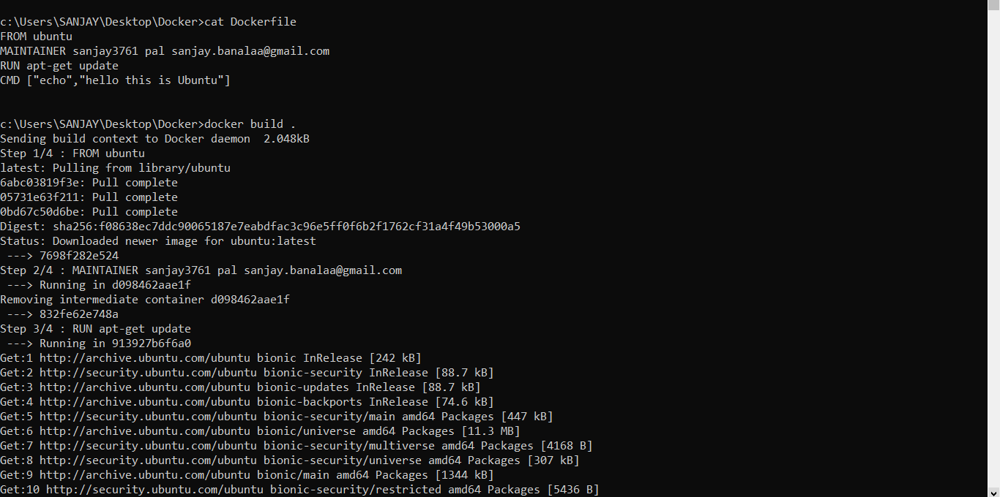 c:\Users\SANJAY\Desktop\Docker>cat Dockerfile
FROM ubuntu
MAINTAINER sanjay3761 pal sanjay.banalaa@gmail.com
RUN apt-get update
CMD ["echo","hello this is Ubuntu"]
c:\Users\SANJAY\Desktop\Docker>docker build .
Sending build context to Docker daemon  2.048kB
Step 1/4 : FROM ubuntu
latest: Pulling from library/ubuntu
6abc03819f3e: Pull complete
05731e63f211: Pull complete
0bd67c50d6be: Pull complete
Digest: sha256:f08638ec7ddc90065187e7eabdfac3c96e5ff0f6b2f1762cf31a4f49b53000a5
Status: Downloaded newer image for ubuntu:latest
 ---> 7698f282e524
Step 2/4 : MAINTAINER sanjay3761 pal sanjay.banalaa@gmail.com
 ---> Running in d098462aae1f
Removing intermediate container d098462aae1f
 ---> 832fe62e748a
Step 3/4 : RUN apt-get update
 ---> Running in 913927b6f6a0
Get:1 http://archive.ubuntu.com/ubuntu bionic InRelease [242 kB]
Get:2 http://security.ubuntu.com/ubuntu bionic-security InRelease [88.7 kB]
Get:3 http://archive.ubuntu.com/ubuntu bionic-updates InRelease [88.7 kB]
Get:4 http://archive.ubuntu.com/ubuntu bionic-backports InRelease [74.6 kB]
Get:5 http://security.ubuntu.com/ubuntu bionic-security/main amd64 Packages [447 kB]
Get:6 http://archive.ubuntu.com/ubuntu bionic/universe amd64 Packages [11.3 MB]
Get:7 http://security.ubuntu.com/ubuntu bionic-security/multiverse amd64 Packages [4168 B]
Get:8 http://security.ubuntu.com/ubuntu bionic-security/universe amd64 Packages [307 kB]
Get:9 http://archive.ubuntu.com/ubuntu bionic/main amd64 Packages [1344 kB]
Get:10 http://security.ubuntu.com/ubuntu bionic-security/restricted amd64 Packages [5436 B]